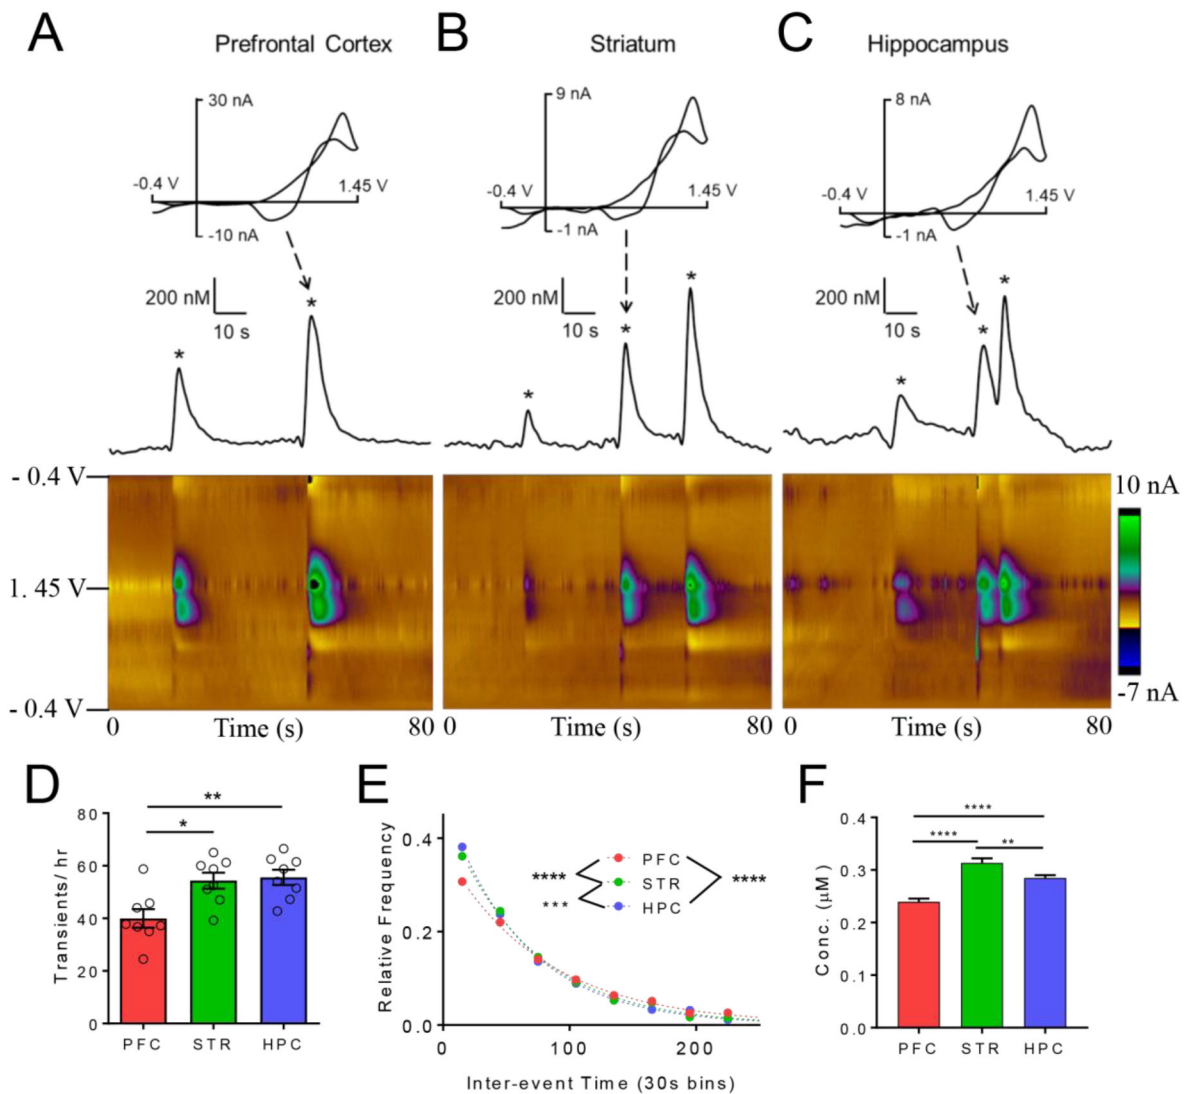 A Prefrontal Cortex B Striatum C Hippocampus
30 nA 9 nA 8 nA
-0.4 V 1.45 V -0.4 V 1.45 V -0.4 V 1.45 V
-10 nA -1 nA -1 nA
* * * * * * * *
200 nM 200 nM 200 nM
10 s 10 s 10 s
- 0.4 V 10 nA
1.45 V
- 0.4 V -7 nA
0 Time (s) 80 0 Time (s) 80 0 Time (s) 80
D E F
Transients/ hr
80
60
40
20
0
**
*
PFC STR HPC
Relative Frequency
0.4
0.2
0.0
0 100 200
Inter-event Time (30s bins)
PFC
**** STR ****
*** HPC
Conc. (µM)
0.4
0.3
0.2
0.1
0.0
****
**** **
PFC STR HPC